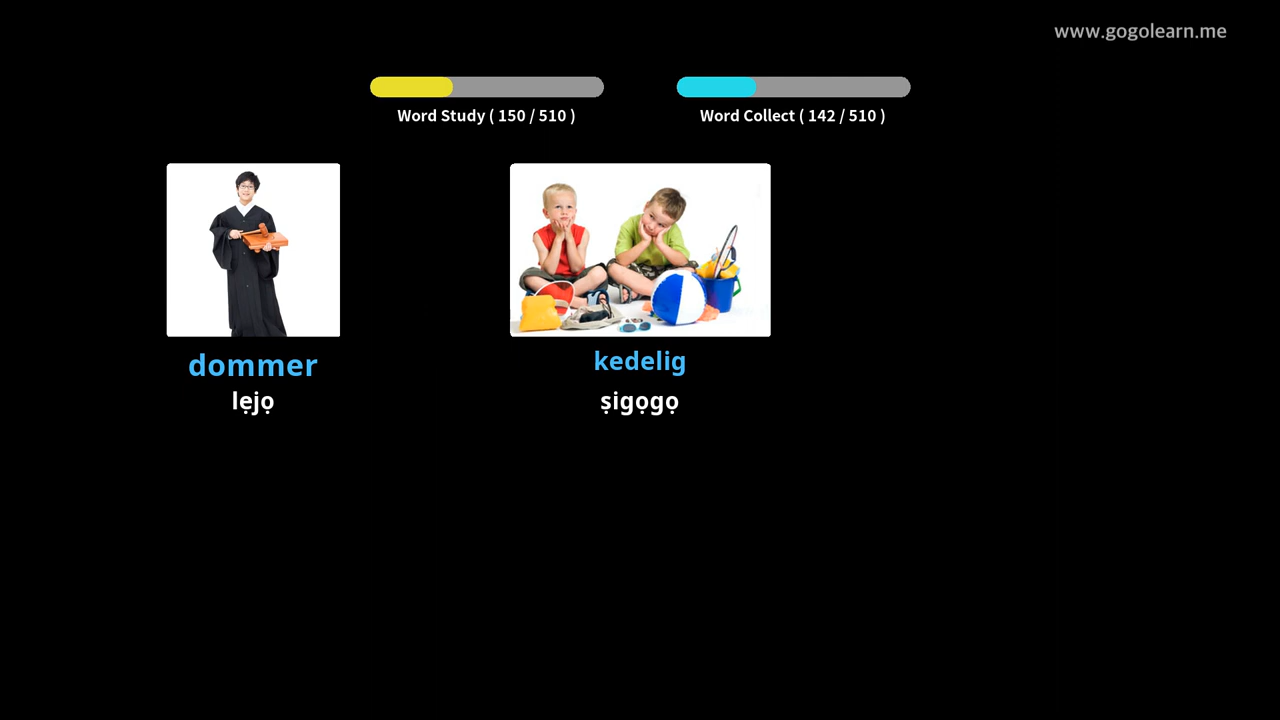 www.gogolearn.me
Word Study ( 150 / 510 )
Word Collect ( 142 / 510 )
dommer
lẹjọ
kedelig
ṣigọgọ